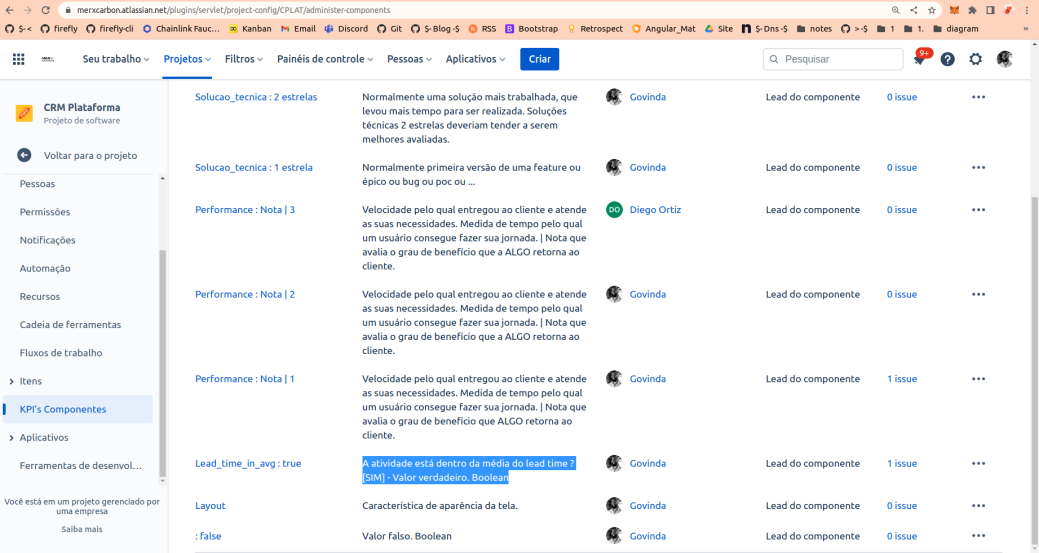 merxcarbon.atlassian.net/plugins/servlet/project-config/CPLAT/administer-components
$-< firefly firefly-cli Chainlink Fauc... Kanban Email Discord Git $-Blog-$ RSS Bootstrap Retrospect Angular_Mat Site $-Dns-$ notes >-$ 1 1. diagram »
Seu trabalho Projetos Filtros Painéis de controle Pessoas Aplicativos Criar Pesquisar 9+
CRM Plataforma
Projeto de software
Voltar para o projeto
Pessoas
Permissões
Notificações
Automação
Recursos
Cadeia de ferramentas
Fluxos de trabalho
Itens
KPI's Componentes
Aplicativos
Ferramentas de desenvol...
Você está em um projeto gerenciado por
uma empresa
Saiba mais
Solucao_tecnica : 2 estrelas Normalmente uma solução mais trabalhada, que Govinda Lead do componente 0 issue
levou mais tempo para ser realizada. Soluções
técnicas 2 estrelas deveriam tender a serem
melhores avaliadas.
Solucao_tecnica : 1 estrela Normalmente primeira versão de uma feature ou Govinda Lead do componente 0 issue
épico ou bug ou poc ou ...
Performance : Nota | 3 Velocidade pelo qual entregou ao cliente e atende DO Diego Ortiz Lead do componente 0 issue
as suas necessidades. Medida de tempo pelo qual
um usuário consegue fazer sua jornada. | Nota que
avalia o grau de benefício que a ALGO retorna ao
cliente.
Performance : Nota | 2 Velocidade pelo qual entregou ao cliente e atende Govinda Lead do componente 0 issue
as suas necessidades. Medida de tempo pelo qual
um usuário consegue fazer sua jornada. | Nota que
avalia o grau de benefício que a ALGO retorna ao
cliente.
Performance : Nota | 1 Velocidade pelo qual entregou ao cliente e atende Govinda Lead do componente 1 issue
as suas necessidades. Medida de tempo pelo qual
um usuário consegue fazer sua jornada. | Nota que
avalia o grau de benefício que a ALGO retorna ao
cliente.
Lead_time_in_avg : true A atividade está dentro da média do lead time ? Govinda Lead do componente 1 issue
[SIM] - Valor verdadeiro. Boolean
Layout Característica de aparência da tela. Govinda Lead do componente 0 issue
: false Valor falso. Boolean Govinda Lead do componente 0 issue